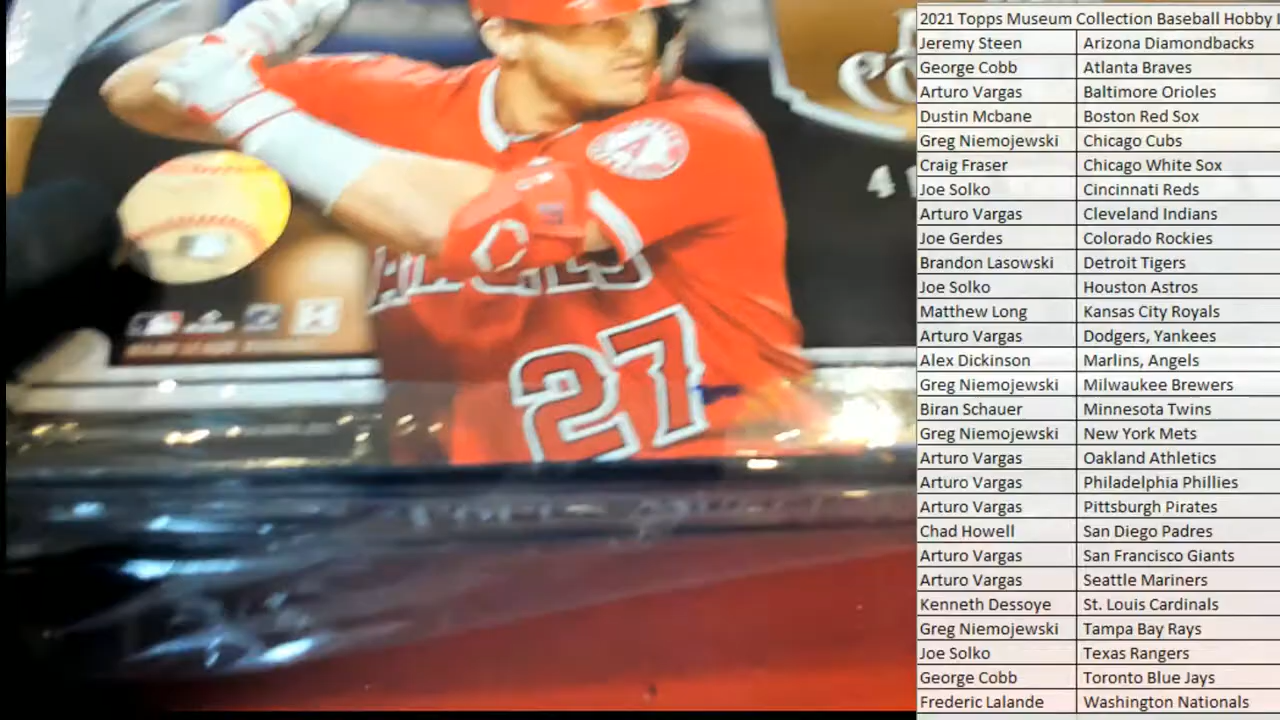 2021 Topps Museum Collection Baseball Hobby
Jeremy Steen Arizona Diamondbacks
George Cobb Atlanta Braves
Arturo Vargas Baltimore Orioles
Dustin Mcbane Boston Red Sox
Greg Niemojewski Chicago Cubs
Craig Fraser Chicago White Sox
Joe Solko Cincinnati Reds
Arturo Vargas Cleveland Indians
Joe Gerdes Colorado Rockies
Brandon Lasowski Detroit Tigers
Joe Solko Houston Astros
Matthew Long Kansas City Royals
Arturo Vargas Dodgers, Yankees
Alex Dickinson Marlins, Angels
Greg Niemojewski Milwaukee Brewers
Biran Schauer Minnesota Twins
Greg Niemojewski New York Mets
Arturo Vargas Oakland Athletics
Arturo Vargas Philadelphia Phillies
Arturo Vargas Pittsburgh Pirates
Chad Howell San Diego Padres
Arturo Vargas San Francisco Giants
Arturo Vargas Seattle Mariners
Kenneth Dessoye St. Louis Cardinals
Greg Niemojewski Tampa Bay Rays
Joe Solko Texas Rangers
George Cobb Toronto Blue Jays
Frederic Lalande Washington Nationals
4
A
27